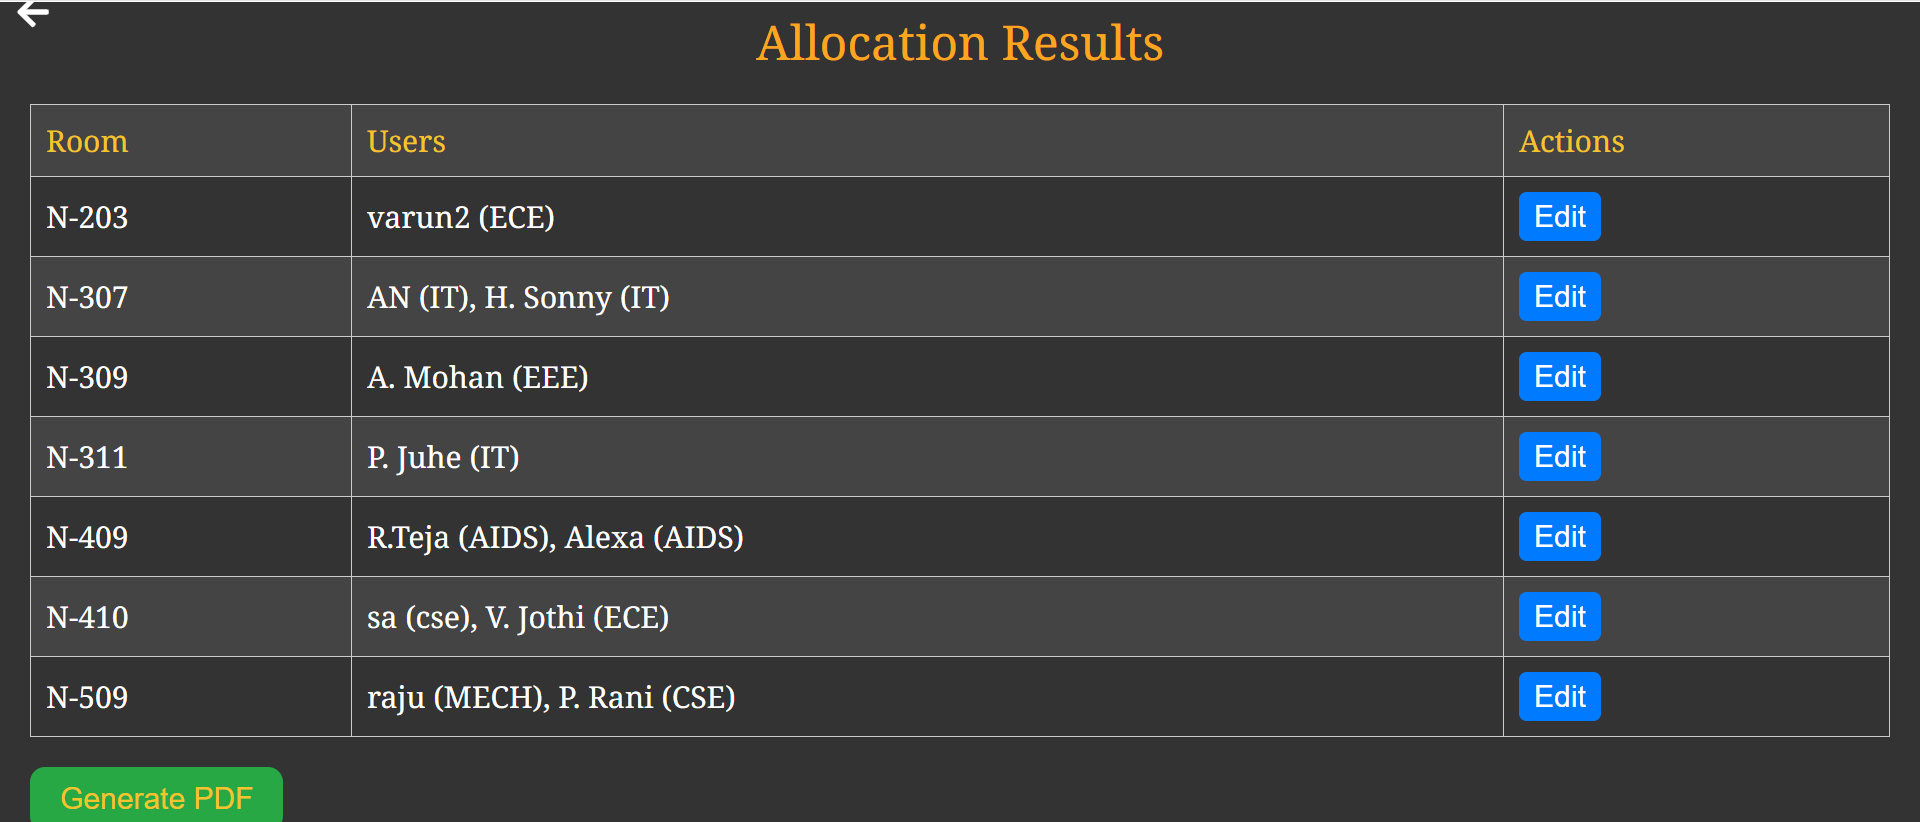 Allocation Results
Room Users Actions
N-203 varun2 (ECE) Edit
N-307 AN (IT), H. Sonny (IT) Edit
N-309 A. Mohan (EEE) Edit
N-311 P. Juhe (IT) Edit
N-409 R.Teja (AIDS), Alexa (AIDS) Edit
N-410 sa (cse), V. Jothi (ECE) Edit
N-509 raju (MECH), P. Rani (CSE) Edit
Generate PDF